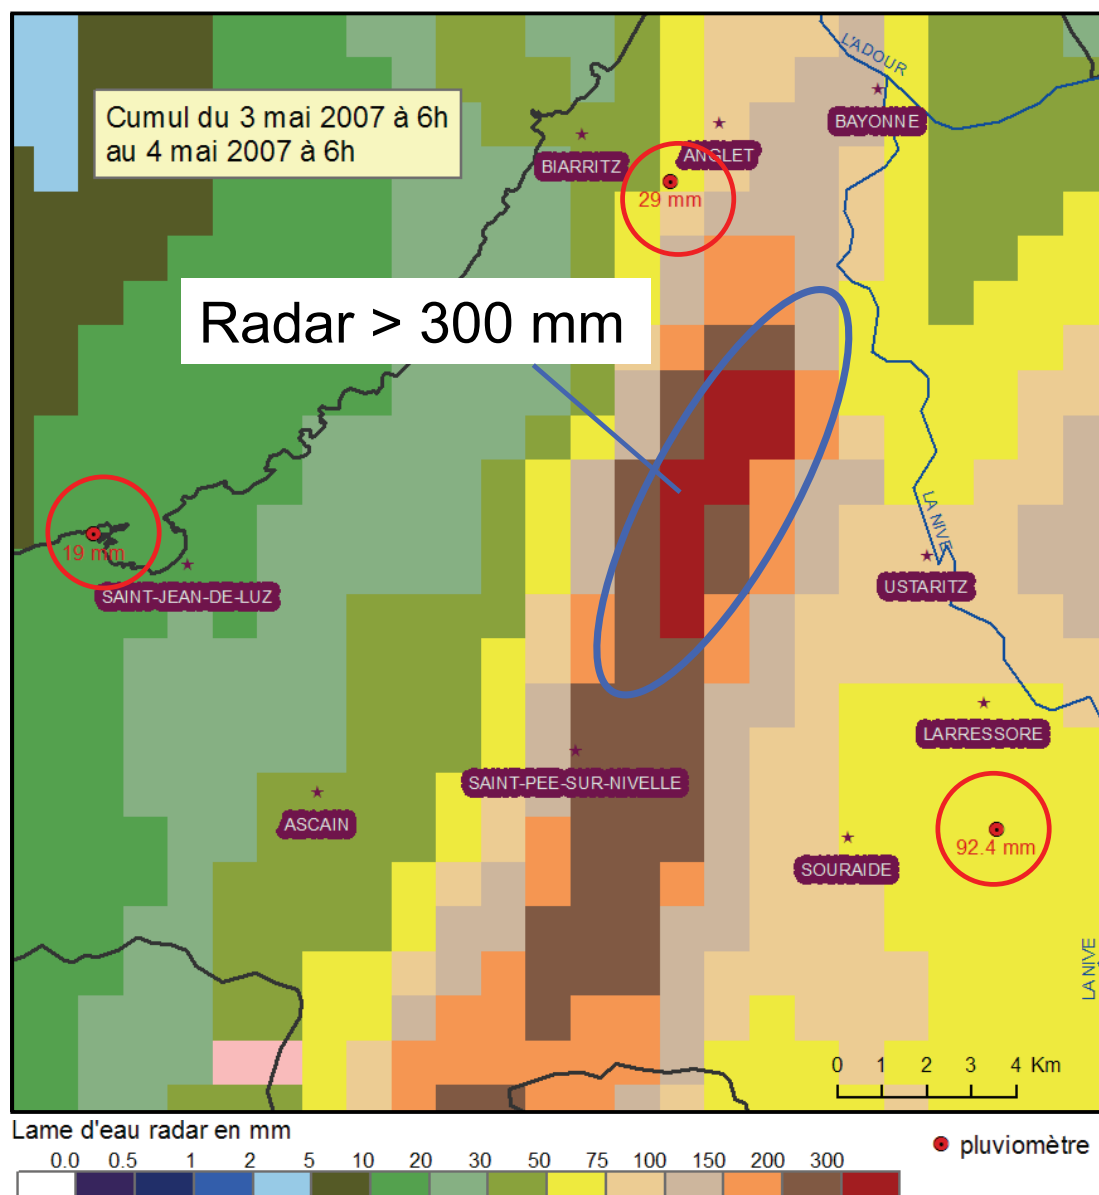 L'ADOUR
Cumul du 3 mai 2007 à 6h
au 4 mai 2007 à 6h
BAYONNE
BIARRITZ
ANGLET
29 mm
Radar > 300 mm
LA NIVE
19 mm
SAINT-JEAN-DE-LUZ
USTARITZ
LARRESSORE
SAINT-PEE-SUR-NIVELLE
ASCAIN
92.4 mm
SOURAIDE
LA NIVE
0 1 2 3 4 Km
Lame d'eau radar en mm
pluviomètre
0.0 0.5 1 2 5 10 20 30 50 75 100 150 200 300